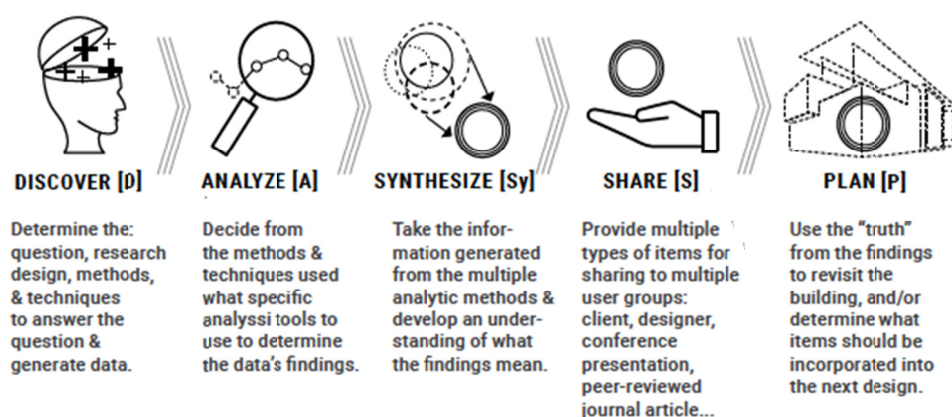 DISCOVER [D]
Determine the:
question, research
design, methods,
& techniques
to answer the
question &
generate data.
ANALYZE [A]
Decide from
the methods &
techniques used
what specific
analyssi tools to
use to determine
the data's findings.
SYNTHESIZE [Sy]
Take the infor-
mation generated
from the multiple
analytic methods &
develop an under-
standing of what
the findings mean.
SHARE [S]
Provide multiple
types of items for
sharing to multiple
user groups:
client, designer,
conference
presentation,
peer-reviewed
journal article...
PLAN [P]
Use the “truth”
from the findings
to revisit the
building, and/or
determine what
items should be
incorporated into
the next design.